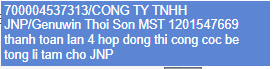 700004537313/CONG TY TNHH
JNP/Genuwin Thoi Son MST 1201547669
thanh toan lan 4 hop dong thi cong coc be
tong li tam cho JNP